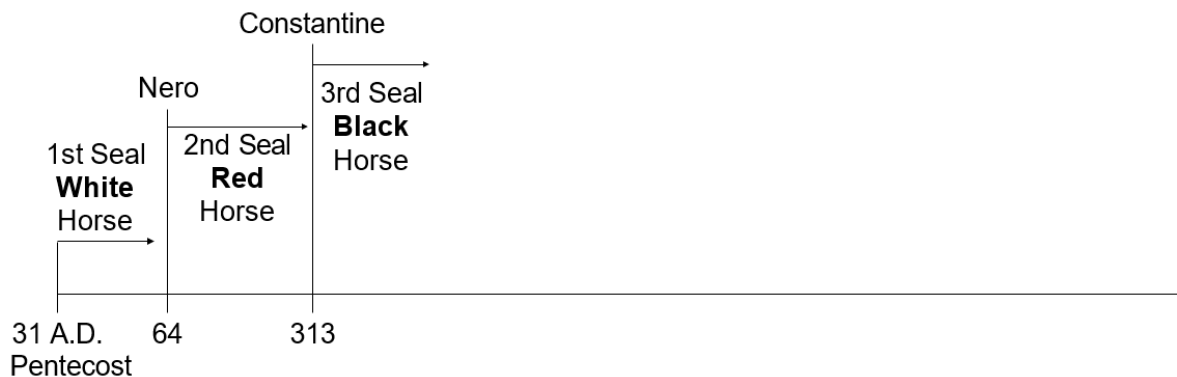 Constantine
Nero
3rd Seal
Black
Horse
2nd Seal
Red
Horse
1st Seal
White
Horse
31 A.D.
Pentecost
64
313